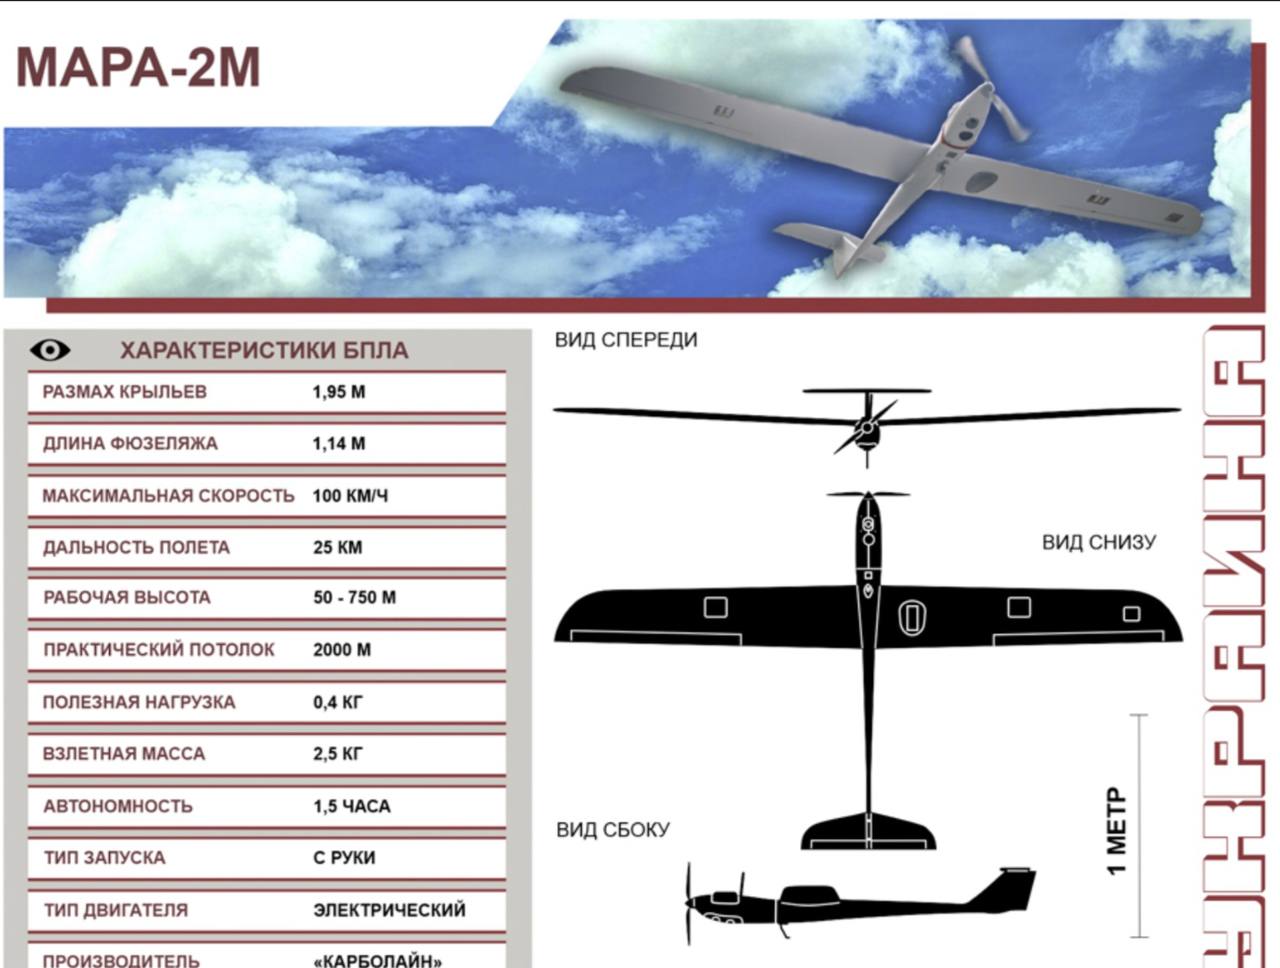 МАРА-2М
ХАРАКТЕРИСТИКИ БПЛА
РАЗМАХ КРЫЛЬЕВ 1,95 М
ДЛИНА ФЮЗЕЛЯЖА 1,14 М
МАКСИМАЛЬНАЯ СКОРОСТЬ 100 КМ/Ч
ДАЛЬНОСТЬ ПОЛЕТА 25 КМ
РАБОЧАЯ ВЫСОТА 50 - 750 М
ПРАКТИЧЕСКИЙ ПОТОЛОК 2000 М
ПОЛЕЗНАЯ НАГРУЗКА 0,4 КГ
ВЗЛЕТНАЯ МАССА 2,5 КГ
АВТОНОМНОСТЬ 1,5 ЧАСА
ТИП ЗАПУСКА С РУКИ
ТИП ДВИГАТЕЛЯ ЭЛЕКТРИЧЕСКИЙ
ПРОИЗВОДИТЕЛЬ «КАРБОЛАЙН»
ВИД СПЕРЕДИ
ВИД СНИЗУ
ВИД СБОКУ
1 МЕТР
УКРАИНА